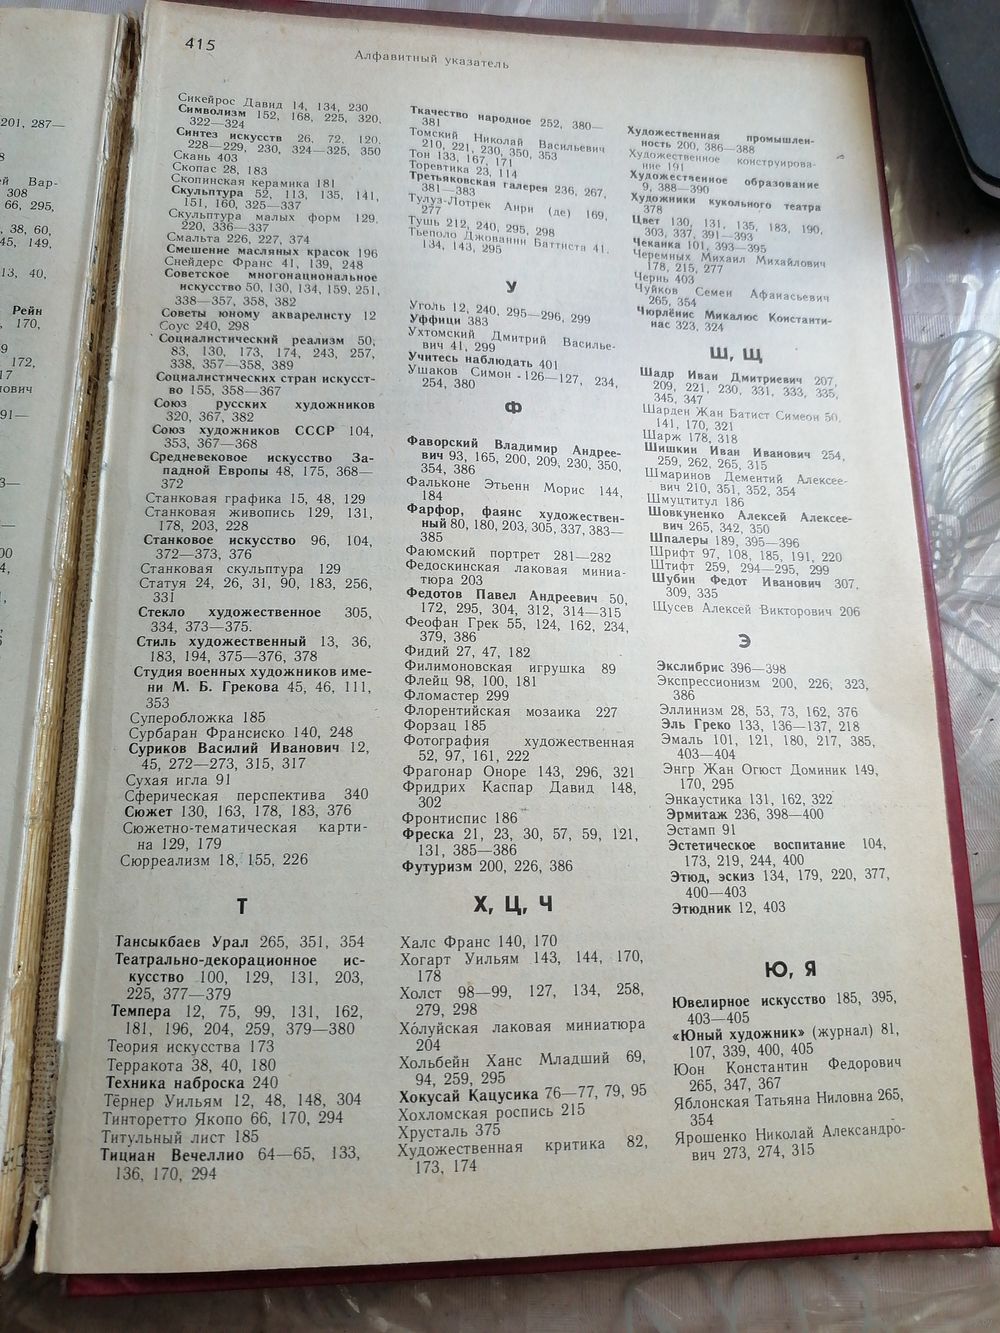 415
Алфавитный указатель
201, 287—
8
ей Вар-
308
66, 295,
38, 60,
45, 149,
13, 40,
Рейн
170,
9
172,
17
ович
91—
3—
00
4,
Сикейрос Давид 14, 134, 230
Символизм 152, 168, 225, 320,
322—324
Синтез искусств 26, 72, 120,
228—229, 230, 324—325, 350
Скань 403
Скопас 28, 183
Скопинская керамика 181
Скульптура 52, 113, 135, 141,
151, 160, 325—337
Скульптура малых форм 129,
220, 336—337
Смальта 226, 227, 374
Смешение масляных красок 196
Снейдерс Франс 41, 139, 248
Советское многонациональное
искусство 50, 130, 134, 159, 251,
338—357, 358, 382
Советы юному акварелисту 12
Соус 240, 298
Социалистический реализм 50,
83, 130, 173, 174, 243, 257,
338, 357—358, 389
Социалистических стран искусст-
во 155, 358—367
Союз русских художников
320, 367, 382
Союз художников СССР 104,
353, 367—368
Средневековое искусство За-
падной Европы 48, 175, 368—
372
Станковая графика 15, 48, 129
Станковая живопись 129, 131,
178, 203, 228
Станковое искусство 96, 104,
372—373, 376
Станковая скульптура 129
Статуя 24, 26, 31, 90, 183, 256,
331
Стекло художественное 305,
334, 373—375.
Стиль художественный 13, 36,
183, 194, 375—376, 378
Студия военных художников име-
ни М. Б. Грекова 45, 46, 111,
353
Суперобложка 185
Сурбаран Франсиско 140, 248
Суриков Василий Иванович 12,
45, 272—273, 315, 317
Сухая игла 91
Сферическая перспектива 340
Сюжет 130, 163, 178, 183, 376
Сюжетно-тематическая карти-
на 129, 179
Сюрреализм 18, 155, 226
Т
Тансыкбаев Урал 265, 351, 354
Театрально-декорационное ис-
кусство 100, 129, 131, 203,
225, 377—379
Темпера 12, 75, 99, 131, 162,
181, 196, 204, 259, 379—380
Теория искусства 173
Терракота 38, 40, 180
Техника наброска 240
Тёрнер Уильям 12, 48, 148, 304
Тинторетто Якопо 66, 170, 294
Титульный лист 185
Тициан Вечеллио 64—65, 133,
136, 170, 294
Ткачество народное 252, 380—
381
Томский Николай Васильевич
210, 221, 230, 350, 353
Тон 133, 167, 171
Торевтика 23, 114
Третьяковская галерея 236, 267,
381—383
Тулуз-Лотрек Анри (де) 169,
277
Тушь 212, 240, 295, 298
Тьеполо Джованни Баттиста 41,
134, 143, 295
У
Уголь 12, 240, 295—296, 299
Уффици 383
Ухтомский Дмитрий Василье-
вич 41, 299
Учитесь наблюдать 401
Ушаков Симон 126—127, 234,
254, 380
Ф
Фаворский Владимир Андрее-
вич 93, 165, 200, 209, 230, 350,
354, 386
Фальконе Этьенн Морис 144,
184
Фарфор, фаянс художествен-
ный 80, 180, 203, 305, 337, 383—
385
Фаюмский портрет 281—282
Федоскинская лаковая миниа-
тюра 203
Федотов Павел Андреевич 50,
172, 295, 304, 312, 314—315
Феофан Грек 55, 124, 162, 234,
379, 386
Фидий 27, 47, 182
Филимоновская игрушка 89
Флейц 98, 100, 181
Фломастер 299
Флорентийская мозаика 227
Форзац 185
Фотография художественная
52, 97, 161, 222
Фрагонар Оноре 143, 296, 321
Фридрих Каспар Давид 148,
302
Фронтиспис 186
Фреска 21, 23, 30, 57, 59, 121,
131, 385—386
Футуризм 200, 226, 386
Х, Ц, Ч
Халс Франс 140, 170
Хогарт Уильям 143, 144, 170,
178
Холст 98—99, 127, 134, 258,
279, 298
Хо́луйская лаковая миниатюра
204
Хольбейн Ханс Младший 69,
94, 259, 295
Хокусай Кацусика 76—77, 79, 95
Хохломская роспись 215
Хрусталь 375
Художественная критика 82,
173, 174
Художественная промышлен-
ность 200, 386—388
Художественное конструирова-
ние 191
Художественное образование
9, 388—390
Художники кукольного театра
378
Цвет 130, 131, 135, 183, 190,
303, 337, 391—393
Чеканка 101, 393—395
Черемных Михаил Михайлович
178, 215, 277
Чернь 403
Чуйков Семен Афанасьевич
265, 354
Чюрлёнис Микалюс Константи-
нас 323, 324
Ш, Щ
Шадр Иван Дмитриевич 207,
209, 221, 230, 331, 333, 335,
345, 347
Шарден Жан Батист Симеон 50,
141, 170, 321
Шарж 178, 318
Шишкин Иван Иванович 254,
259, 262, 265, 315
Шмаринов Дементий Алексее-
вич 210, 351, 352, 354
Шмуцтитул 186
Шовкуненко Алексей Алексее-
вич 265, 342, 350
Шпалеры 189, 395—396
Шрифт 97, 108, 185, 191, 220
Штифт 259, 294—295, 299
Шубин Федот Иванович 307,
309, 335
Щусев Алексей Викторович 206
Э
Экслибрис 396—398
Экспрессионизм 200, 226, 323,
386
Эллинизм 28, 53, 73, 162, 376
Эль Греко 133, 136—137, 218
Эмаль 101, 121, 180, 217, 385,
403—404
Энгр Жан Огюст Доминик 149,
170, 295
Энкаустика 131, 162, 322
Эрмитаж 236, 398—400
Эстамп 91
Эстетическое воспитание 104,
173, 219, 244, 400
Этюд, эскиз 134, 179, 220, 377,
400—403
Этюдник 12, 403
Ю, Я
Ювелирное искусство 185, 395,
403—405
«Юный художник» (журнал) 81,
107, 339, 400, 405
Юон Константин Федорович
265, 347, 367
Яблонская Татьяна Ниловна 265,
354
Ярошенко Николай Александро-
вич 273, 274, 315